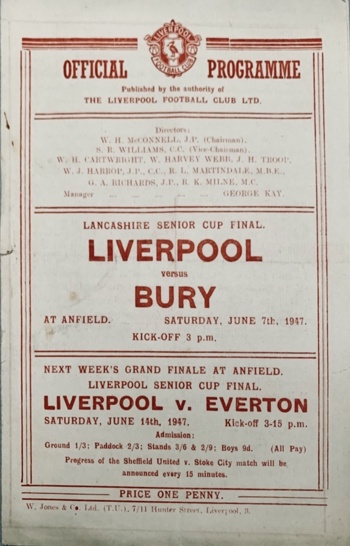 LIVERPOOL
FOOTBALL CLUB
OFFICIAL PROGRAMME
Published by the authority of
THE LIVERPOOL FOOTBALL CLUB LTD.
Directors:
W. H. McCONNELL, J.P. (Chairman),
S. R. WILLIAMS, C.C. (Vice-Chairman),
W. H. CARTWRIGHT, W. HARVEY WEBB, J. H. TROOP,
W. J. HARROP, J.P., C.C., R. L. MARTINDALE, M.B.E.,
G. A. RICHARDS, J.P., R. K. MILNE, M.C.
Manager ... ... ... ... ... GEORGE KAY.
LANCASHIRE SENIOR CUP FINAL.
LIVERPOOL
versus
BURY
AT ANFIELD. SATURDAY, JUNE 7th, 1947.
KICK-OFF 3 p.m.
NEXT WEEK'S GRAND FINALE AT ANFIELD.
LIVERPOOL SENIOR CUP FINAL.
LIVERPOOL v. EVERTON
SATURDAY, JUNE 14th, 1947. Kick-off 3-15 p.m.
Admission:
Ground 1/3; Paddock 2/3; Stands 3/6 & 2/9; Boys 9d. (All Pay)
Progress of the Sheffield United v. Stoke City match will be
announced every 15 minutes.
PRICE ONE PENNY.
W. Jones & Co. Ltd. (T.U.), 7/11 Hunter Street, Liverpool, 3.